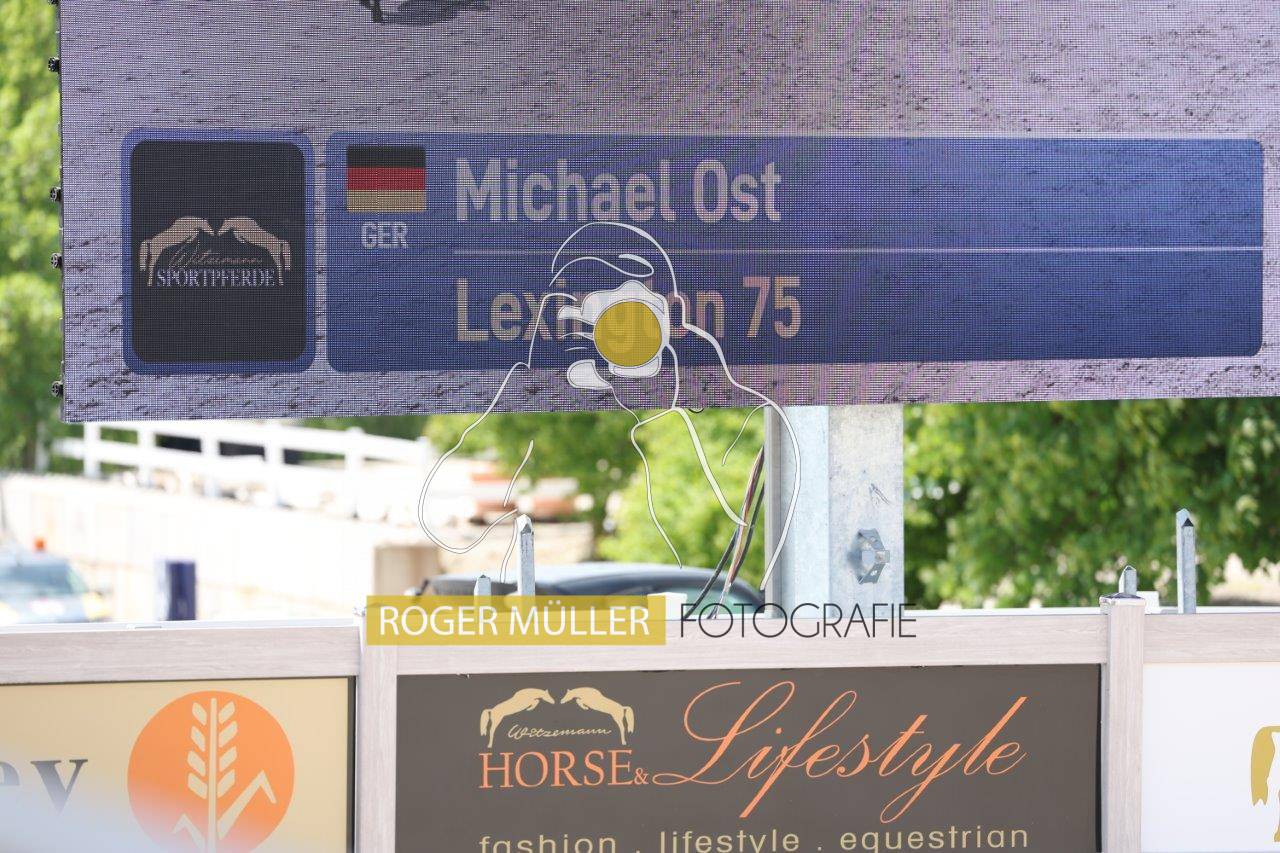 Michael Ost
GER
Witzemann
SPORTPFERDE
Lexington 75
ROGER MÜLLER FOTOGRAFIE
Witzemann
HORSE & Lifestyle
fashion . lifestyle . equestrian